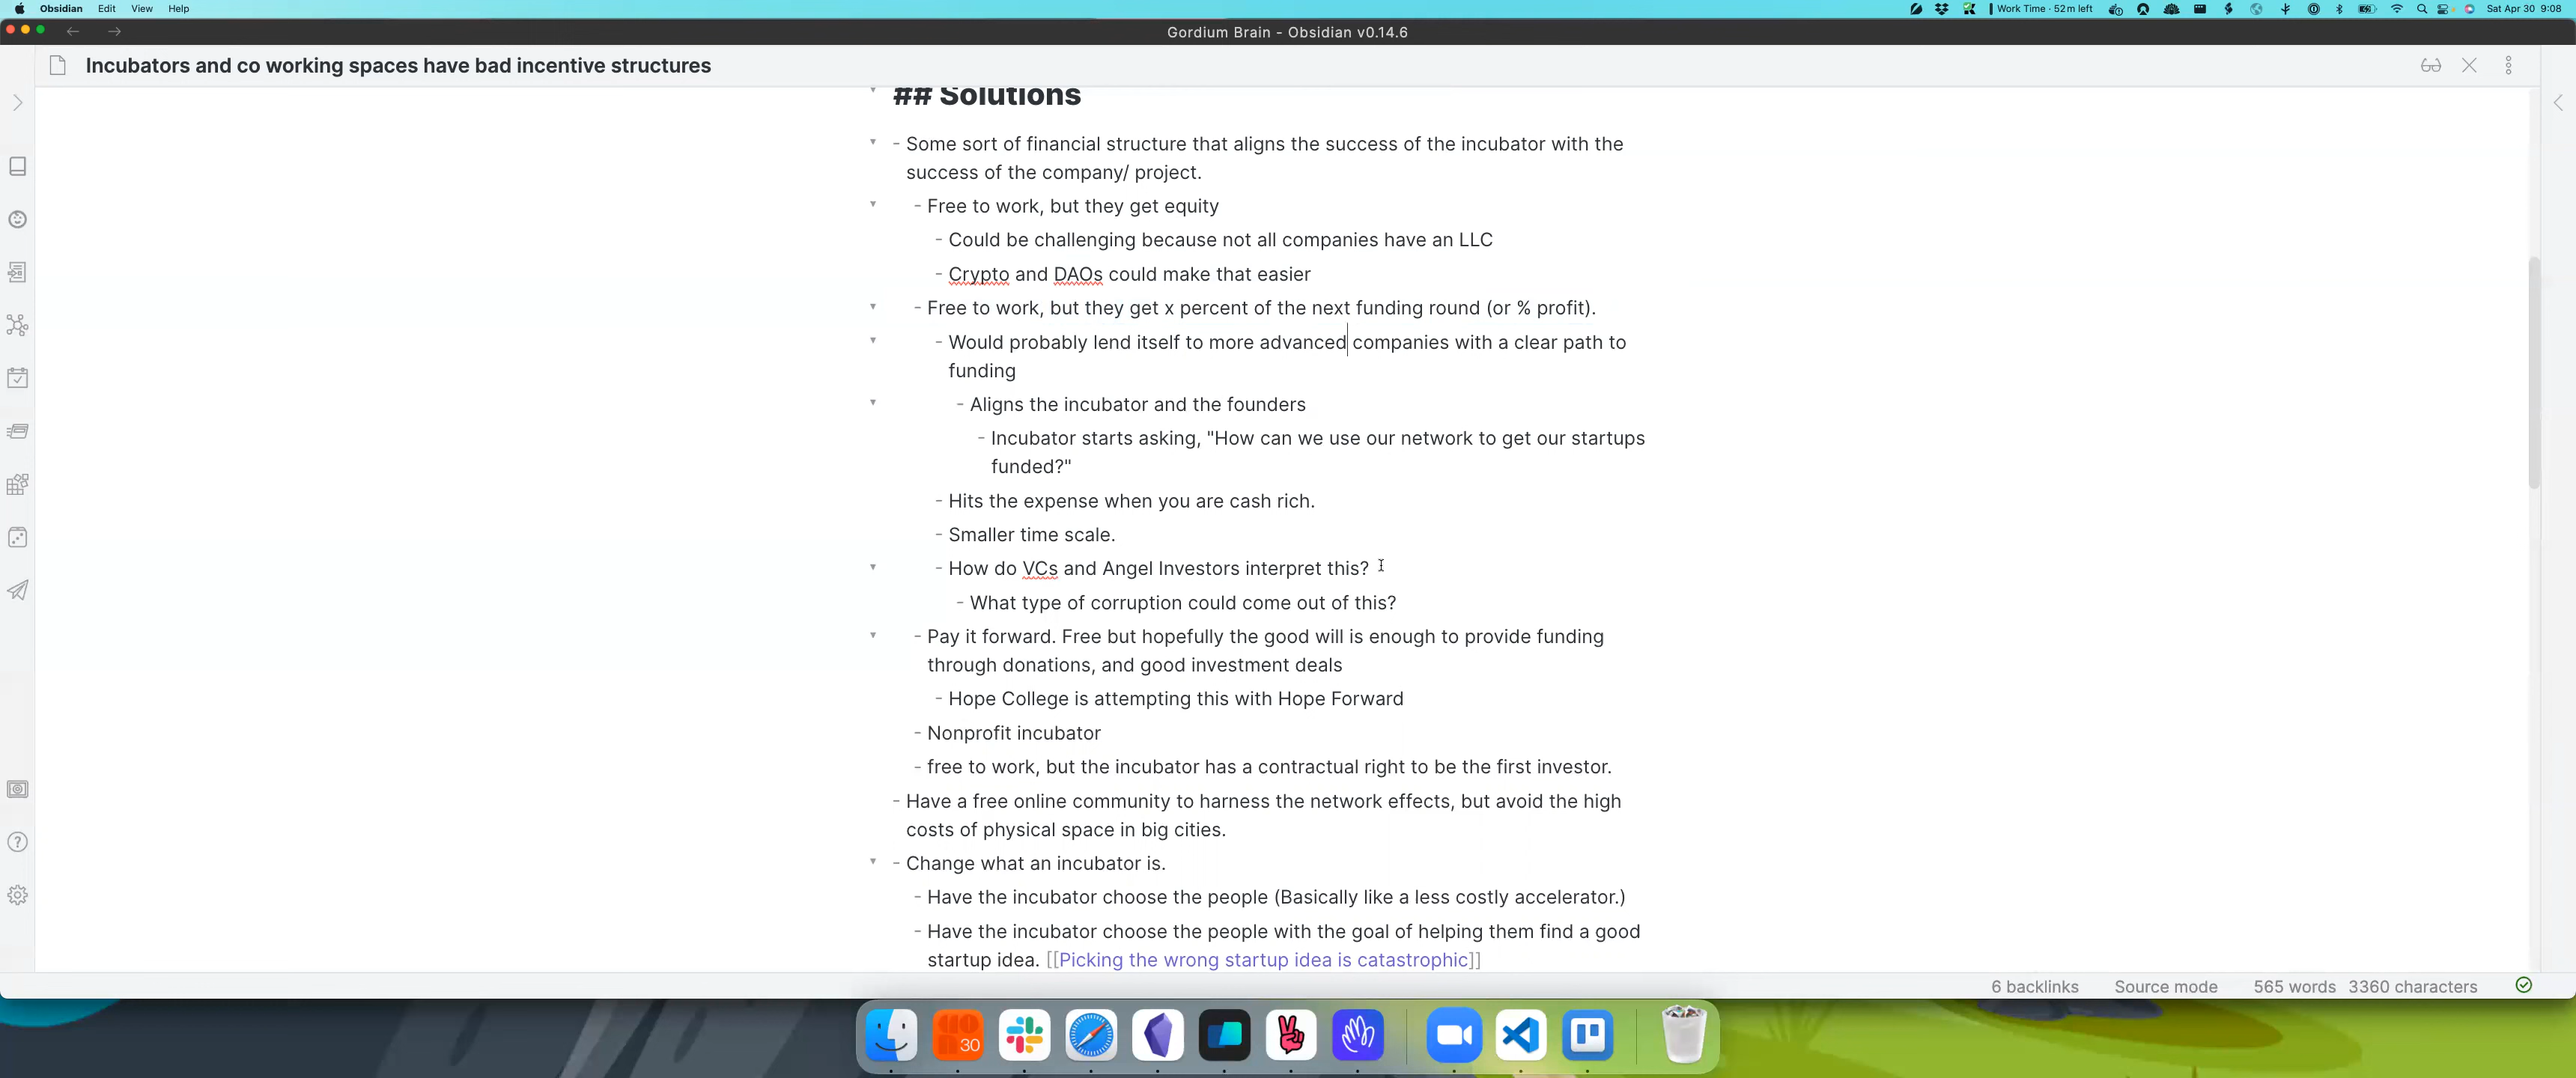 Obsidian Edit View Help Work Time · 52m left Sat Apr 30 9:08
Gordium Brain - Obsidian v0.14.6
Incubators and co working spaces have bad incentive structures
## Solutions
- Some sort of financial structure that aligns the success of the incubator with the
success of the company/ project.
- Free to work, but they get equity
- Could be challenging because not all companies have an LLC
- Crypto and DAOs could make that easier
- Free to work, but they get x percent of the next funding round (or % profit).
- Would probably lend itself to more advanced companies with a clear path to
funding
- Aligns the incubator and the founders
- Incubator starts asking, "How can we use our network to get our startups
funded?"
- Hits the expense when you are cash rich.
- Smaller time scale.
- How do VCs and Angel Investors interpret this?
- What type of corruption could come out of this?
- Pay it forward. Free but hopefully the good will is enough to provide funding
through donations, and good investment deals
- Hope College is attempting this with Hope Forward
- Nonprofit incubator
- free to work, but the incubator has a contractual right to be the first investor.
- Have a free online community to harness the network effects, but avoid the high
costs of physical space in big cities.
- Change what an incubator is.
- Have the incubator choose the people (Basically like a less costly accelerator.)
- Have the incubator choose the people with the goal of helping them find a good
startup idea. [[Picking the wrong startup idea is catastrophic]]
6 backlinks Source mode 565 words 3360 characters
30